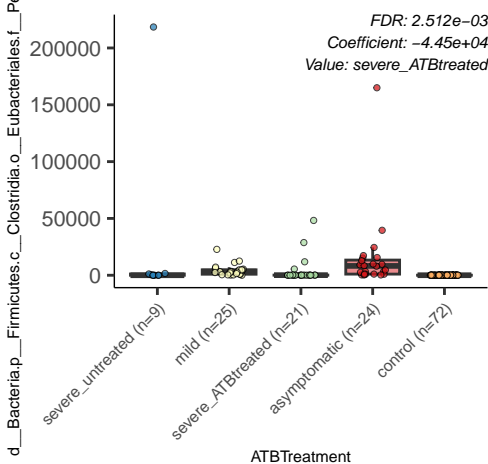 FDR: 2.512e−03
Coefficient: −4.45e+04
Value: severe_ATBtreated
d__Bacteria.p__Firmicutes.c__Clostridia.o__Eubacteriales.f__Pe
200000
150000
100000
50000
0
severe_untreated (n=9)
mild (n=25)
severe_ATBtreated (n=21)
asymptomatic (n=24)
control (n=72)
ATBTreatment